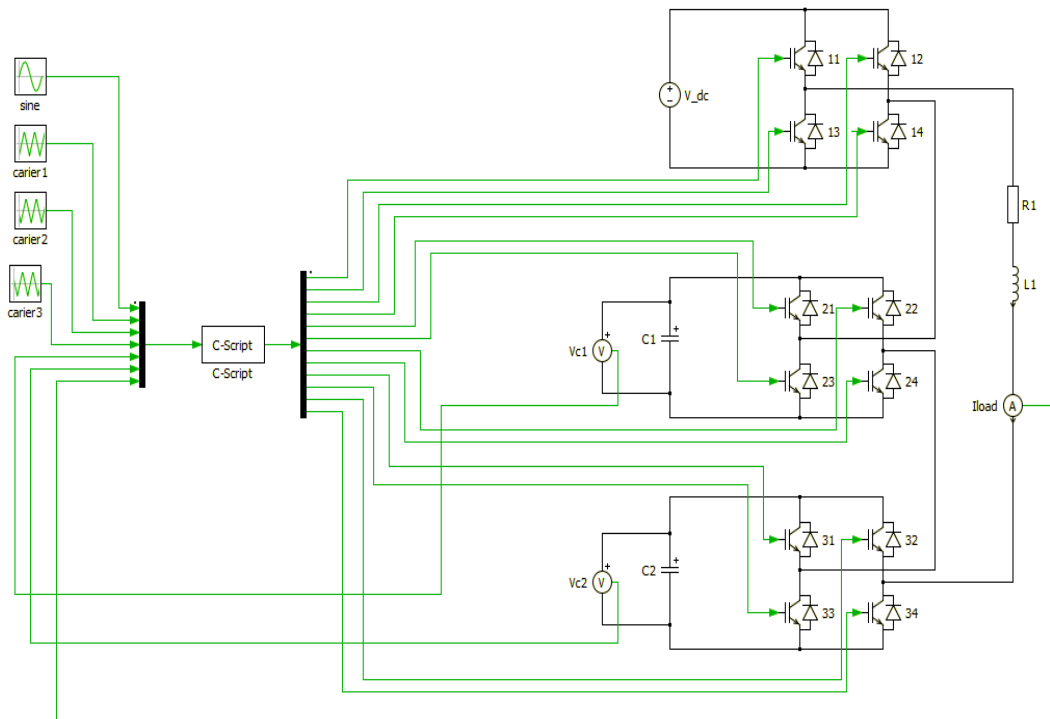 sine
carier1
carier2
carier3
C-Script
C-Script
V_dc
11
12
13
14
R1
L1
Vc1
V
C1
21
22
23
24
Iload
A
Vc2
V
C2
31
32
33
34